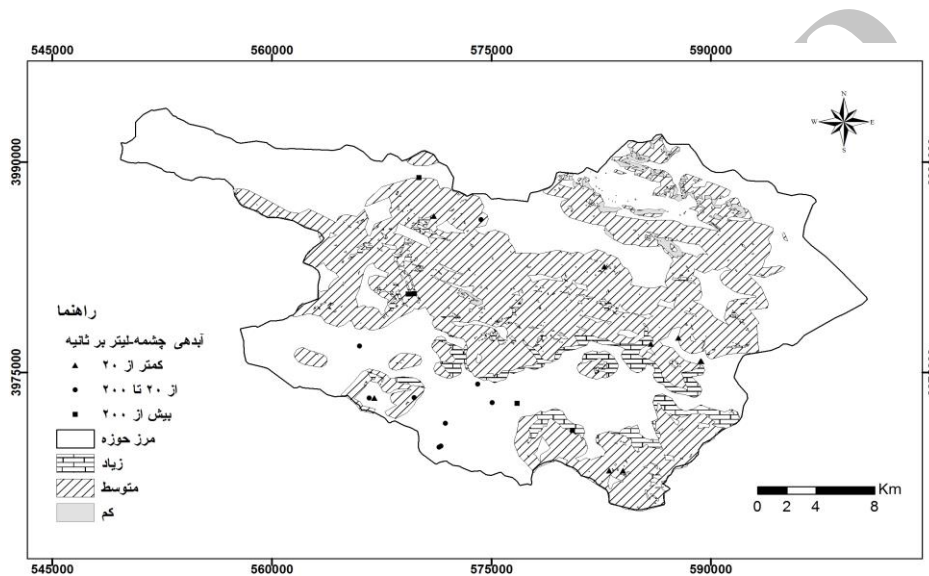 545000 560000 575000 590000
N
W E
S
3990000
راهنما
آبدهی چشمه-لیتر بر ثانیه
کمتر از ۲۰
از ۲۰ تا ۲۰۰
بیش از ۲۰۰
مرز حوزه
زیاد
متوسط
کم
3975000
Km
0 2 4 8
545000 560000 575000 590000